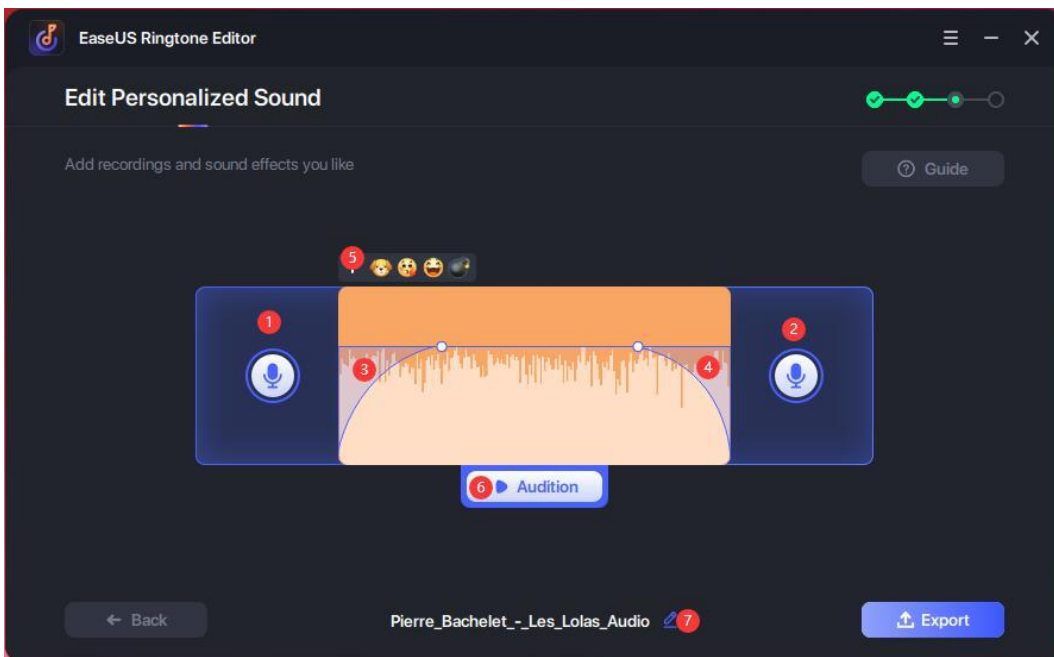 EaseUS Ringtone Editor
Edit Personalized Sound
Add recordings and sound effects you like
Guide
5
1
2
3
4
6 Audition
Back
Pierre_Bachelet_-_Les_Lolas_Audio 7
Export